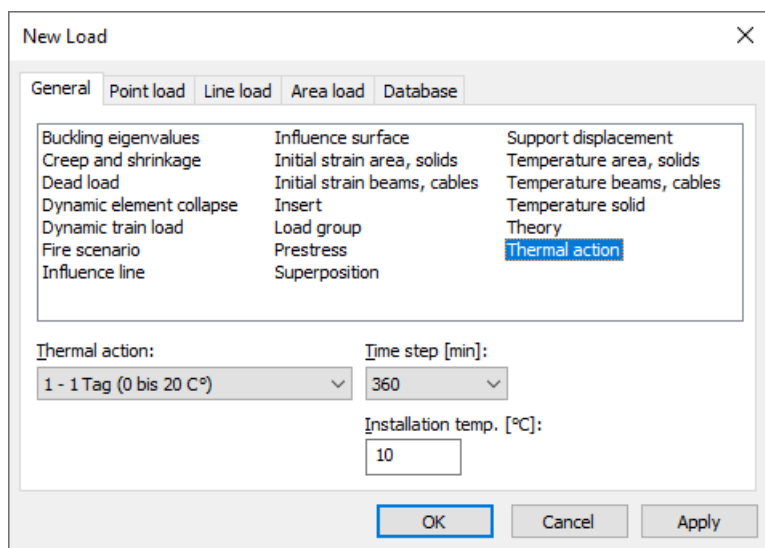 New Load
General Point load Line load Area load Database
Buckling eigenvalues Influence surface Support displacement
Creep and shrinkage Initial strain area, solids Temperature area, solids
Dead load Initial strain beams, cables Temperature beams, cables
Dynamic element collapse Insert Temperature solid
Dynamic train load Load group Theory
Fire scenario Prestress Thermal action
Influence line Superposition
Thermal action: Time step [min]:
1 - 1 Tag (0 bis 20 C°) 360
Installation temp. [°C]:
10
OK Cancel Apply